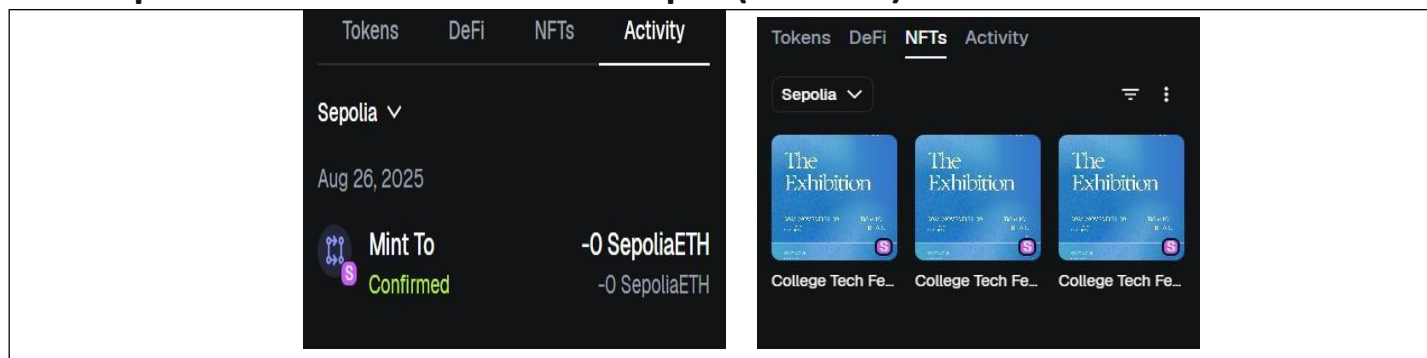 Tokens DeFi NFTs Activity
Sepolia
Aug 26, 2025
Mint To -0 SepoliaETH
Confirmed -0 SepoliaETH
S
Tokens DeFi NFTs Activity
Sepolia
The The The
Exhibition Exhibition Exhibition
S S S
College Tech Fe... College Tech Fe... College Tech Fe...